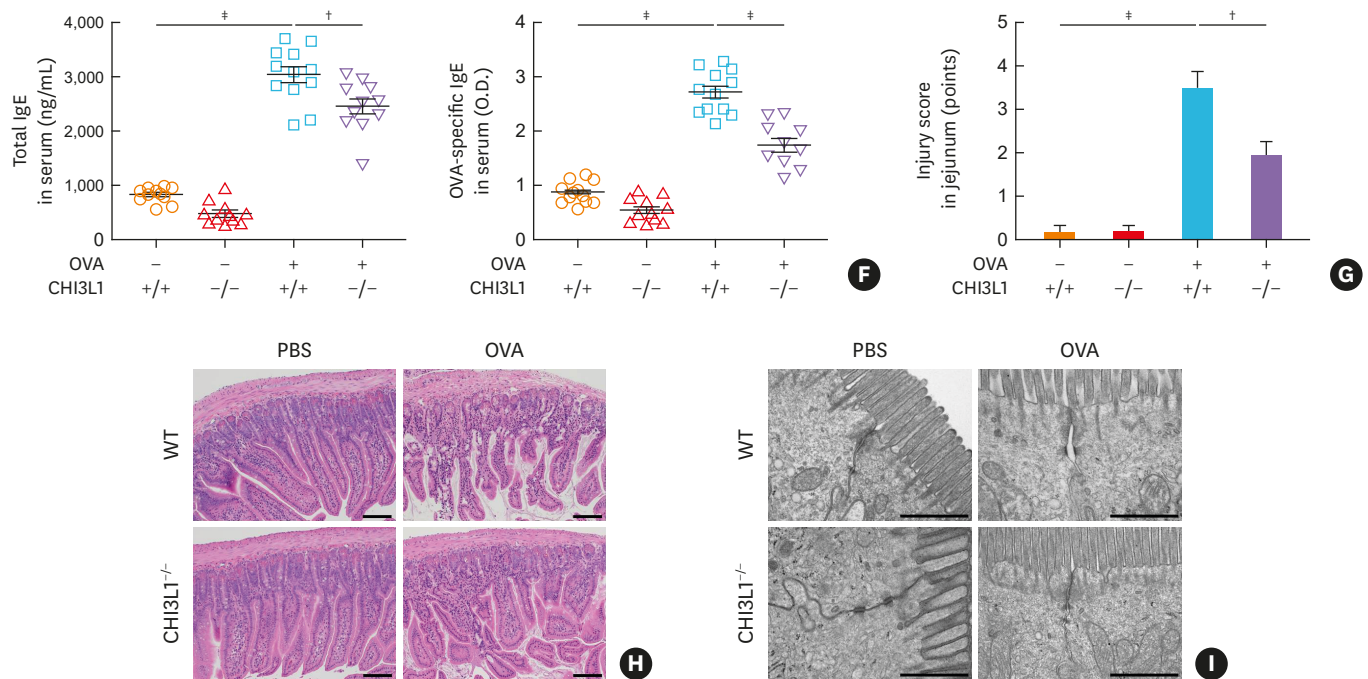 Total IgE
in serum (ng/mL)
4,000
3,000
2,000
1,000
0
‡ †
OVA − − + +
CHI3L1 +/+ −/− +/+ −/−
OVA-specific IgE
in serum (O.D.)
6
4
2
0
‡ ‡
OVA − − + +
CHI3L1 +/+ −/− +/+ −/−
F
Injury score
in jejunum (points)
5
4
3
2
1
0
‡ †
OVA − − + +
CHI3L1 +/+ −/− +/+ −/−
G
PBS OVA
WT
CHI3L1−/−
H
PBS OVA
WT
CHI3L1−/−
I